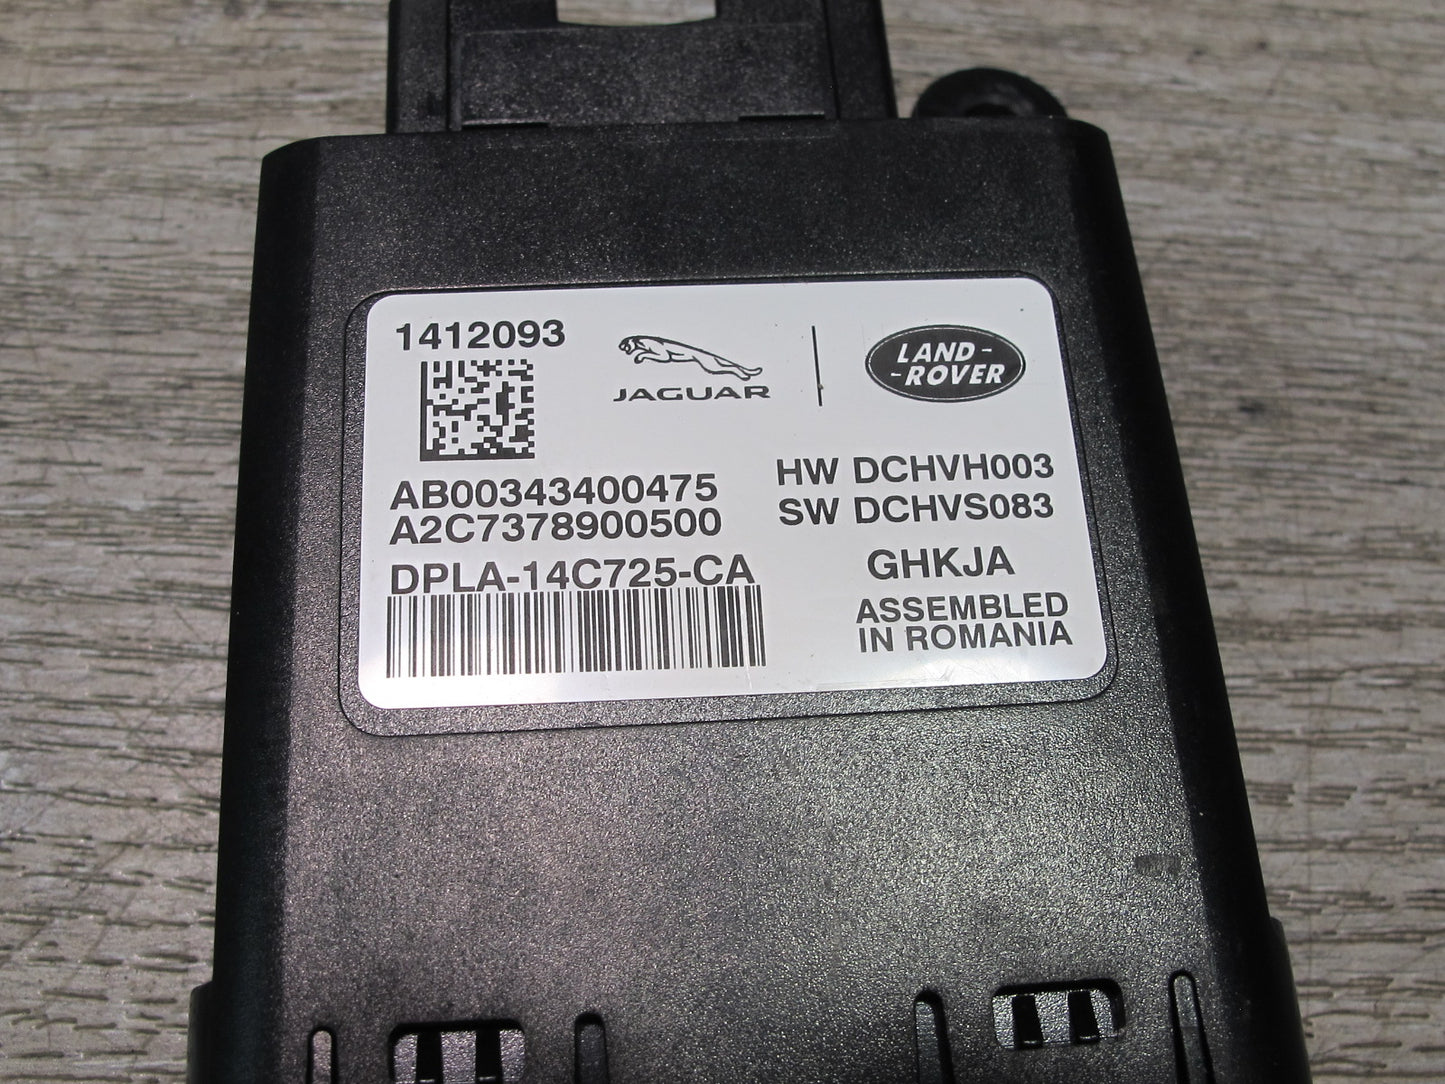 1412093
JAGUAR
LAND-
-ROVER
AB00343400475
A2C7378900500
DPLA-14C725-CA
HW DCHVH003
SW DCHVS083
GHKJA
ASSEMBLED
IN ROMANIA